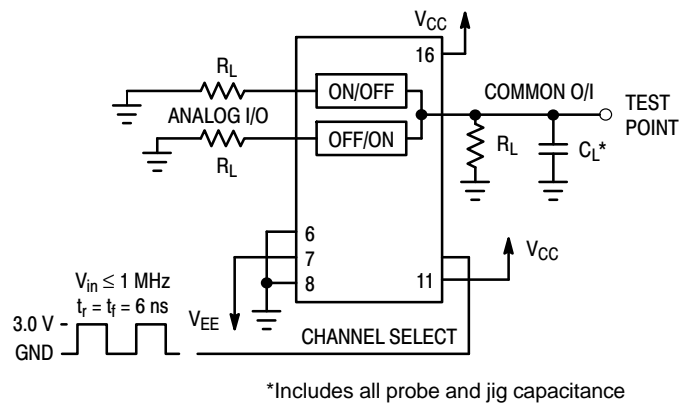 VCC
16
RL
ON/OFF
COMMON O/I
TEST
POINT
ANALOG I/O
OFF/ON
RL
RL
CL*
6
7
8
11
VCC
VEE
Vin ≤ 1 MHz
tr = tf = 6 ns
3.0 V
GND
CHANNEL SELECT
*Includes all probe and jig capacitance